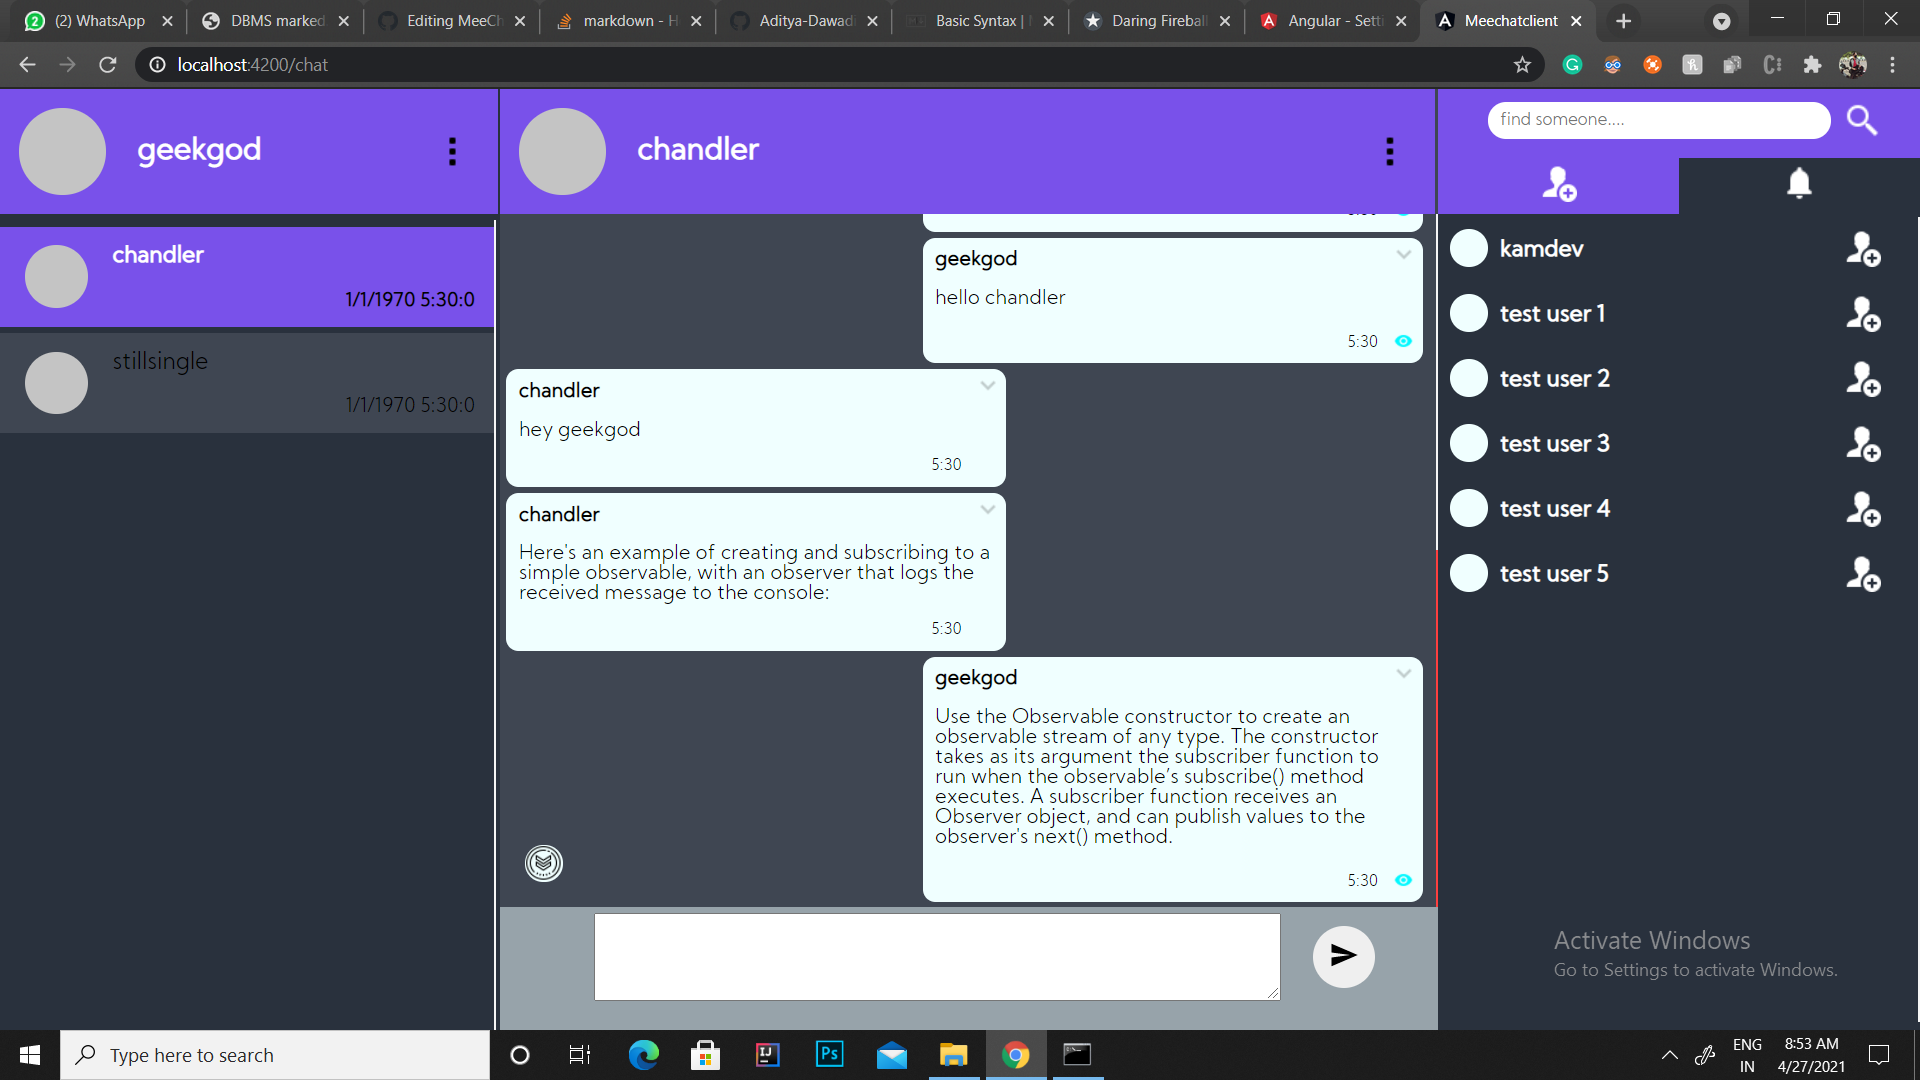 (2) WhatsApp
DBMS marked
Editing MeeCh
markdown - H
Aditya-Dawad
Basic Syntax |
Daring Fireball
Angular - Setti
Meechatclient
localhost:4200/chat
geekgod
chandler
1/1/1970 5:30:0
stillsingle
1/1/1970 5:30:0
chandler
geekgod
hello chandler
5:30
chandler
hey geekgod
5:30
chandler
Here's an example of creating and subscribing to a
simple observable, with an observer that logs the
received message to the console:
5:30
geekgod
Use the Observable constructor to create an
observable stream of any type. The constructor
takes as its argument the subscriber function to
run when the observable’s subscribe() method
executes. A subscriber function receives an
Observer object, and can publish values to the
observer's next() method.
5:30
find someone....
kamdev
test user 1
test user 2
test user 3
test user 4
test user 5
Activate Windows
Go to Settings to activate Windows.
Type here to search
IJ
Ps
ENG
IN
8:53 AM
4/27/2021